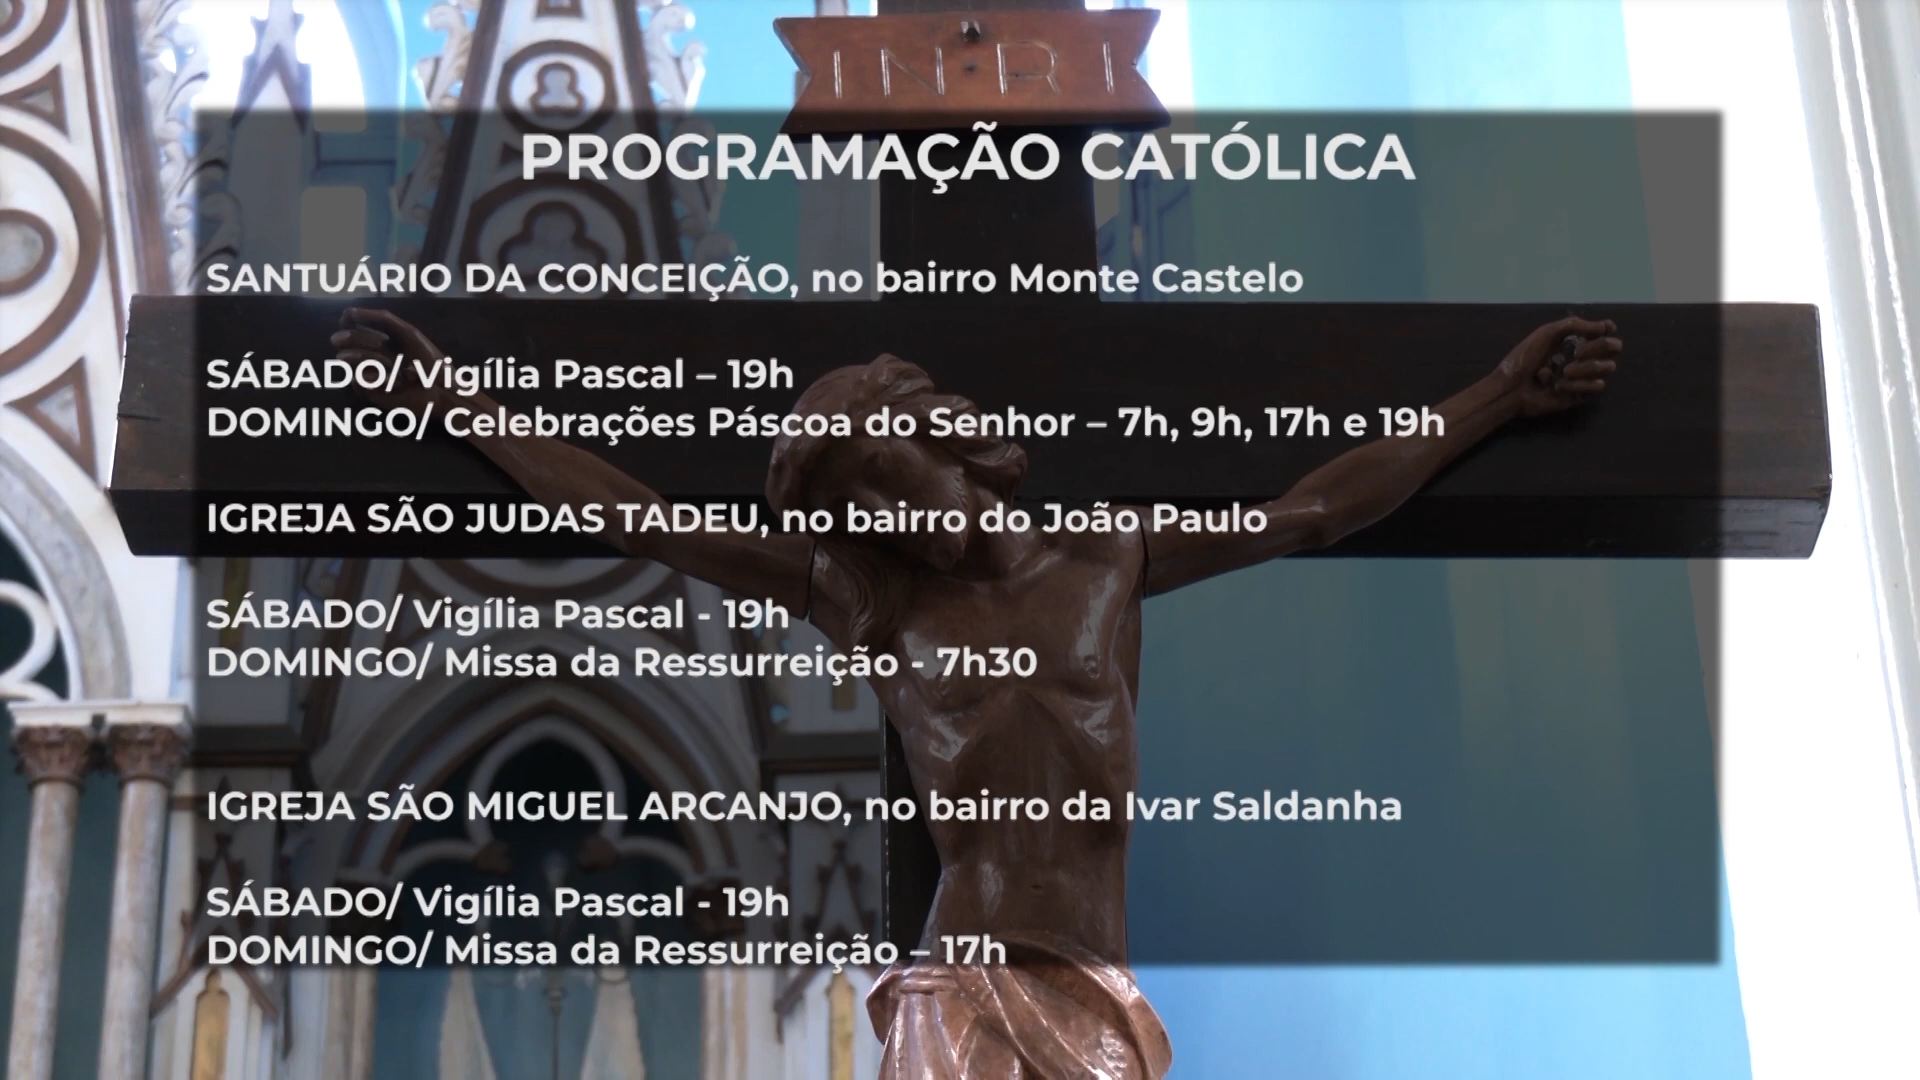 INRI
PROGRAMAÇÃO CATÓLICA
SANTUÁRIO DA CONCEIÇÃO, no bairro Monte Castelo
SÁBADO/ Vigília Pascal – 19h
DOMINGO/ Celebrações Páscoa do Senhor – 7h, 9h, 17h e 19h
IGREJA SÃO JUDAS TADEU, no bairro do João Paulo
SÁBADO/ Vigília Pascal - 19h
DOMINGO/ Missa da Ressurreição - 7h30
IGREJA SÃO MIGUEL ARCANJO, no bairro da Ivar Saldanha
SÁBADO/ Vigília Pascal - 19h
DOMINGO/ Missa da Ressurreição – 17h